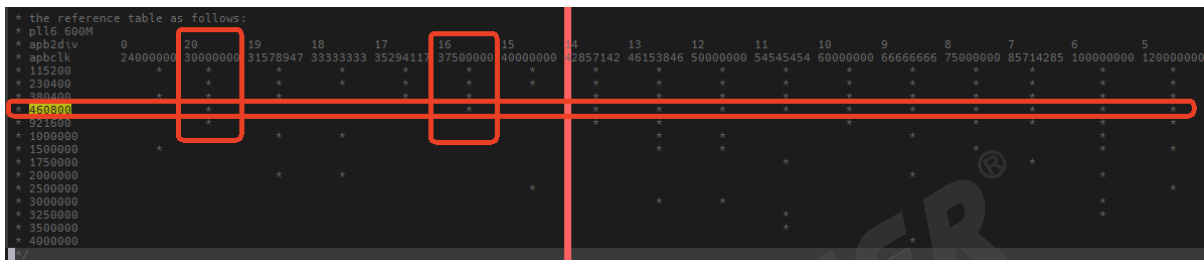 * the reference table as follows:
* pll6 600M
* apb2div 0 20 19 18 17 16 15 14 13 12 11 10 9 8 7 6 5
* apbclk 24000000 30000000 31578947 33333333 35294117 37500000 40000000 42857142 46153846 50000000 54545454 60000000 66666666 75000000 85714285 100000000 120000000
* 115200 * * * * * * * * * * * * * * * * *
* 230400 * * * * * * * * * * * * * * * * *
* 380400 * * * * * * * * * * * * * * *
* 460800 * * * * * * * * * * * *
* 921600 * * * * * * * *
* 1000000 * * * * * *
* 1500000 * * * * * *
* 1750000 * *
* 2000000 * * * *
* 2500000 * *
* 3000000 * * *
* 3250000 * *
* 3500000 *
* 4000000 *
*/